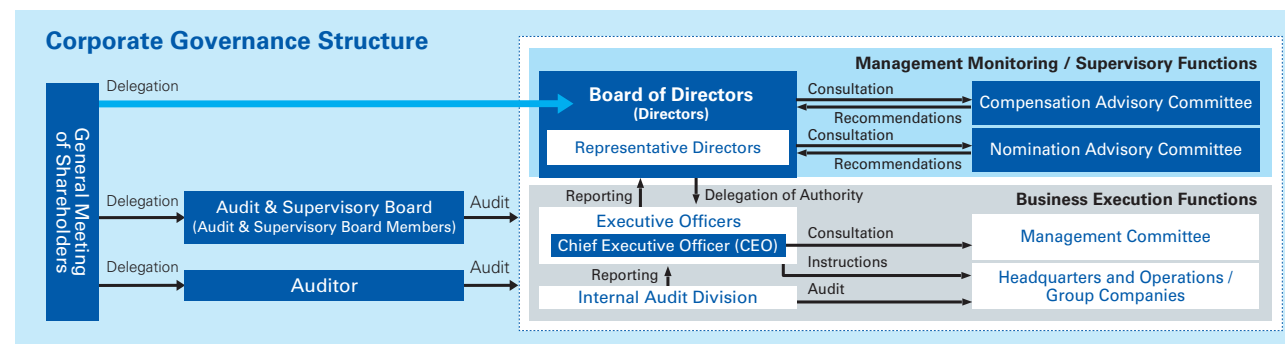 Corporate Governance Structure
General Meeting
of Shareholders
Delegation
Delegation
Audit & Supervisory Board
(Audit & Supervisory Board Members)
Audit
Delegation
Auditor
Audit
Management Monitoring / Supervisory Functions
Board of Directors
(Directors)
Representative Directors
Consultation
Recommendations
Compensation Advisory Committee
Consultation
Recommendations
Nomination Advisory Committee
Reporting
Delegation of Authority
Business Execution Functions
Executive Officers
Chief Executive Officer (CEO)
Consultation
Management Committee
Instructions
Headquarters and Operations /
Group Companies
Reporting
Internal Audit Division
Audit